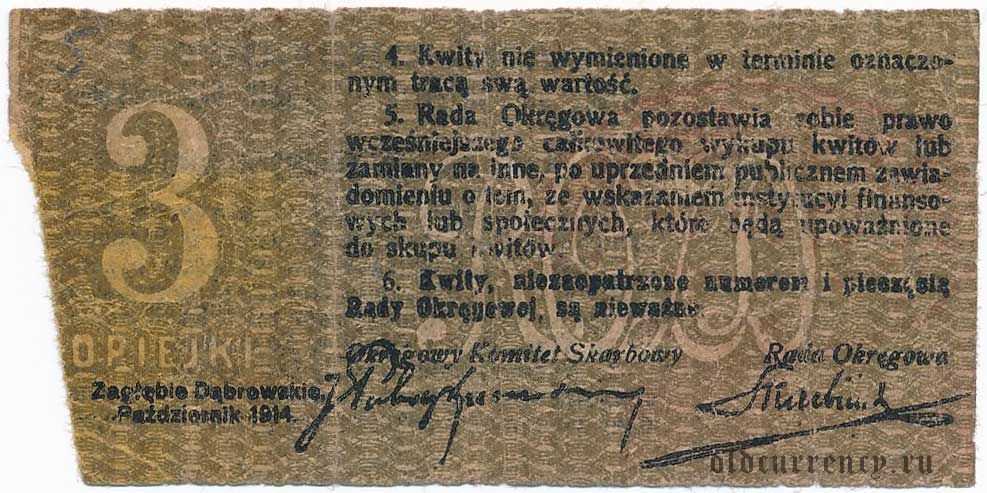 4. Kwity nie wymienione w terminie oznaczo-
nym tracą swą wartość.
5. Rada Okręgowa pozostawia sobie prawo
wcześniejszego całkowitego wykupu kwitów lub
zamiany na inne, po uprzedniem publicznem zawia-
domieniu o tem, ze wskazaniem instytucyi finanso-
wych lub społecznych, które będą upoważnione
do skupu kwitów
6. Kwity, niezaopatrzone numerem i pieczęcią
Rady Okręgowej, są nieważne.
3
OPIEJKI
Okręgowy Komitet Skarbowy Rada Okręgowa
Zagłębie Dąbrowskie,
Październik 1914.
oldcurrency.ru